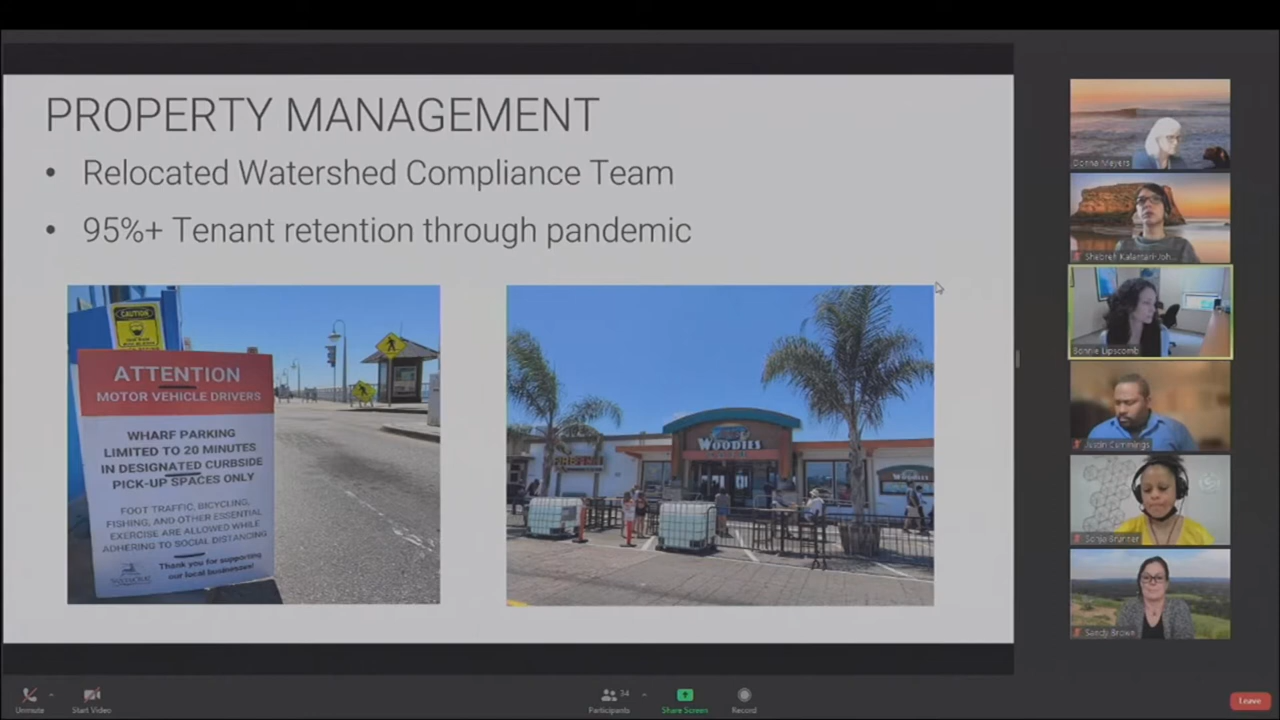 PROPERTY MANAGEMENT
• Relocated Watershed Compliance Team
• 95%+ Tenant retention through pandemic
CAUTION
ATTENTION
MOTOR VEHICLE DRIVERS
WHARF PARKING
LIMITED TO 20 MINUTES
IN DESIGNATED CURBSIDE
PICK-UP SPACES ONLY
FOOT TRAFFIC, BICYCLING,
FISHING, AND OTHER ESSENTIAL
EXERCISE ARE ALLOWED WHILE
ADHERING TO SOCIAL DISTANCING
Thank you for supporting
our local businesses!
WOODIES
Donna Meyers
Shebreh Kalantari-Joh...
Bonnie Lipscomb
Justin Cummings
Sonja Brunner
Sandy Brown
Unmute
Start Video
34
Participants
Share Screen
Record
Leave